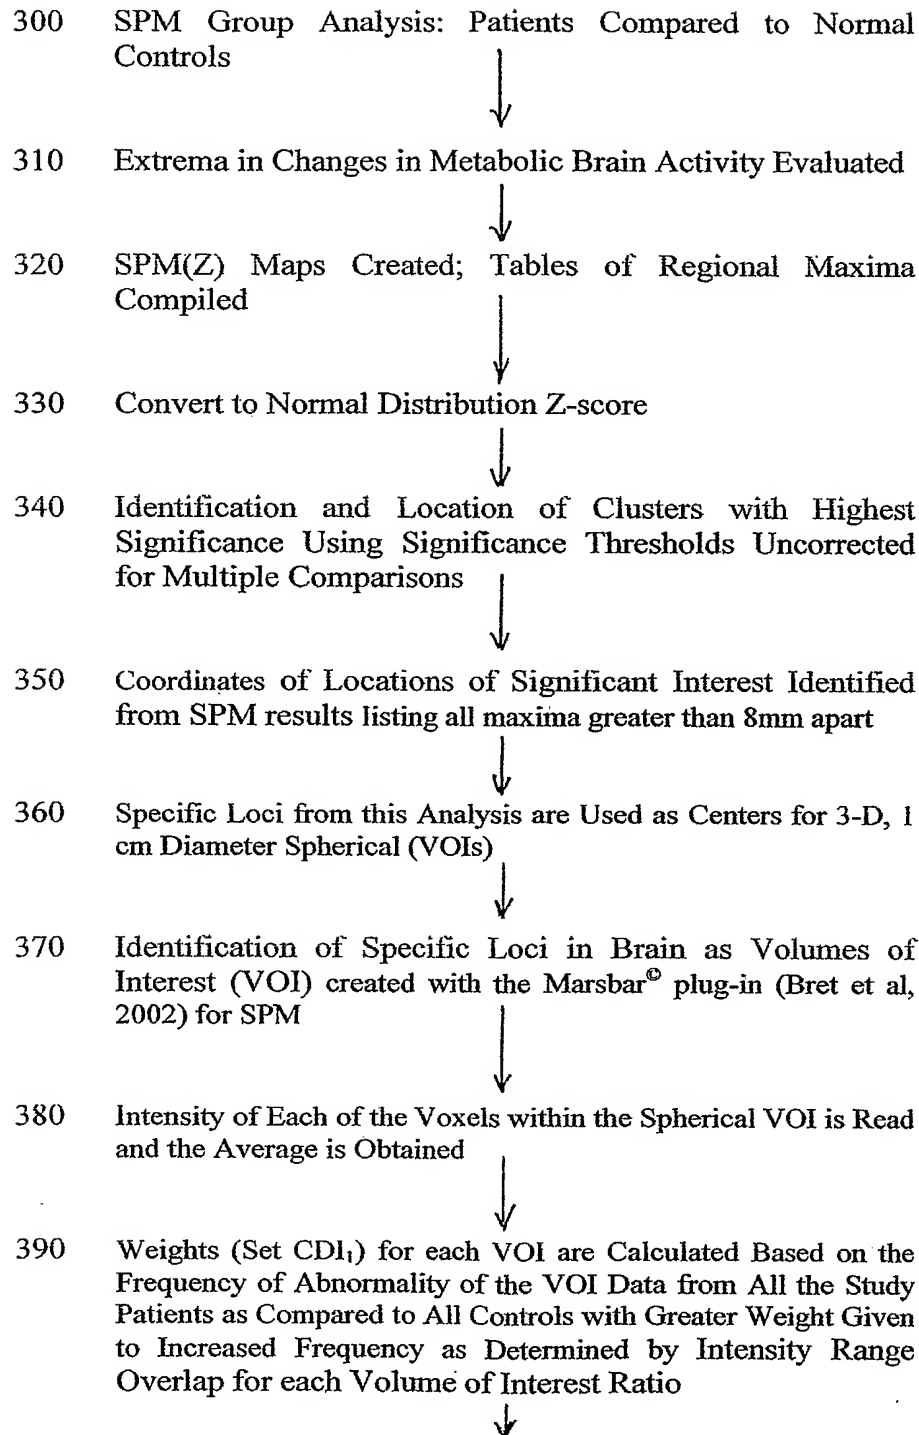 300 SPM Group Analysis: Patients Compared to Normal
Controls
310 Extrema in Changes in Metabolic Brain Activity Evaluated
320 SPM(Z) Maps Created; Tables of Regional Maxima
Compiled
330 Convert to Normal Distribution Z-score
340 Identification and Location of Clusters with Highest
Significance Using Significance Thresholds Uncorrected
for Multiple Comparisons
350 Coordinates of Locations of Significant Interest Identified
from SPM results listing all maxima greater than 8mm apart
360 Specific Loci from this Analysis are Used as Centers for 3-D, 1
cm Diameter Spherical (VOIs)
370 Identification of Specific Loci in Brain as Volumes of
Interest (VOI) created with the Marsbar© plug-in (Bret et al,
2002) for SPM
380 Intensity of Each of the Voxels within the Spherical VOI is Read
and the Average is Obtained
390 Weights (Set CDI₁) for each VOI are Calculated Based on the
Frequency of Abnormality of the VOI Data from All the Study
Patients as Compared to All Controls with Greater Weight Given
to Increased Frequency as Determined by Intensity Range
Overlap for each Volume of Interest Ratio